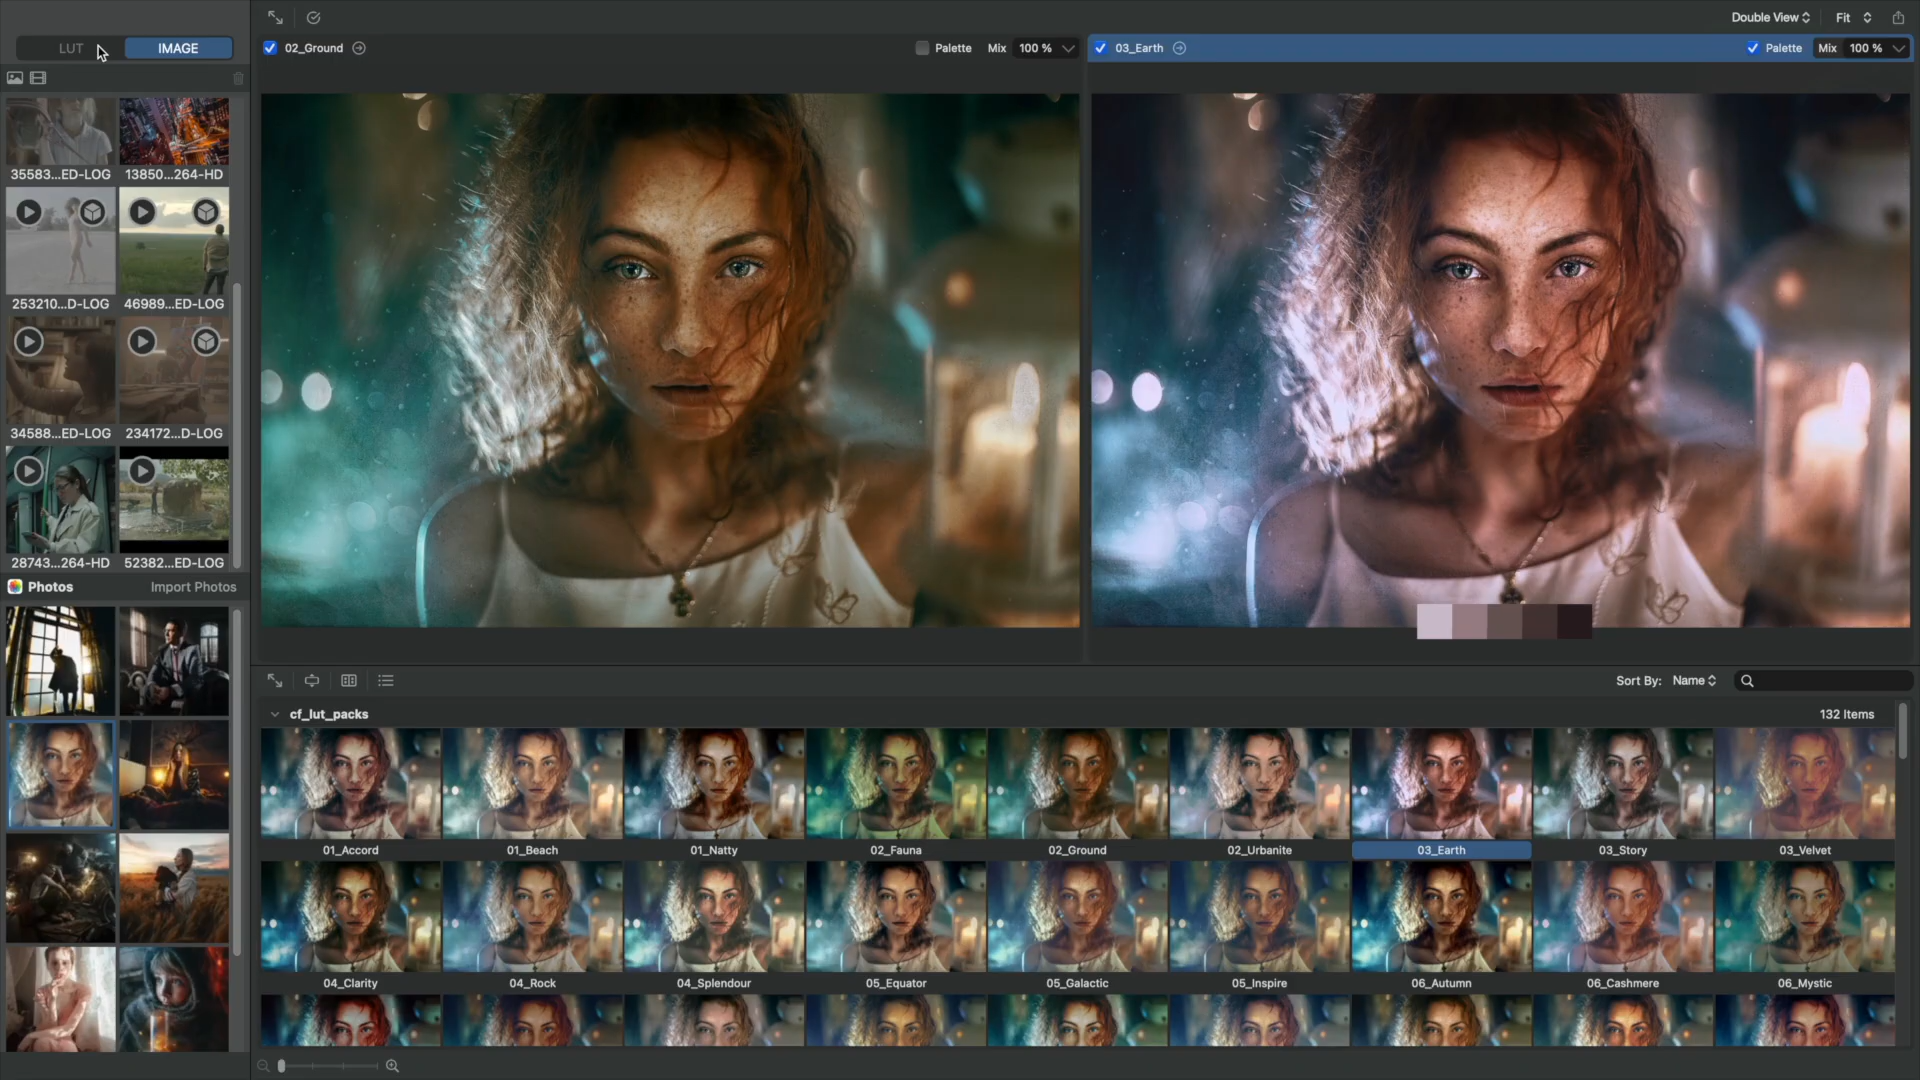 LUT
IMAGE
35583...ED-LOG
13850...264-HD
253210...D-LOG
46989...ED-LOG
34588...ED-LOG
234172...D-LOG
28743...264-HD
52382...ED-LOG
Photos
Import Photos
Double View
Fit
02_Ground
Palette
Mix
100 %
03_Earth
Palette
Mix
100 %
Sort By:
Name
cf_lut_packs
132 Items
01_Accord
01_Beach
01_Natty
02_Fauna
02_Ground
02_Urbanite
03_Earth
03_Story
03_Velvet
04_Clarity
04_Rock
04_Splendour
05_Equator
05_Galactic
05_Inspire
06_Autumn
06_Cashmere
06_Mystic